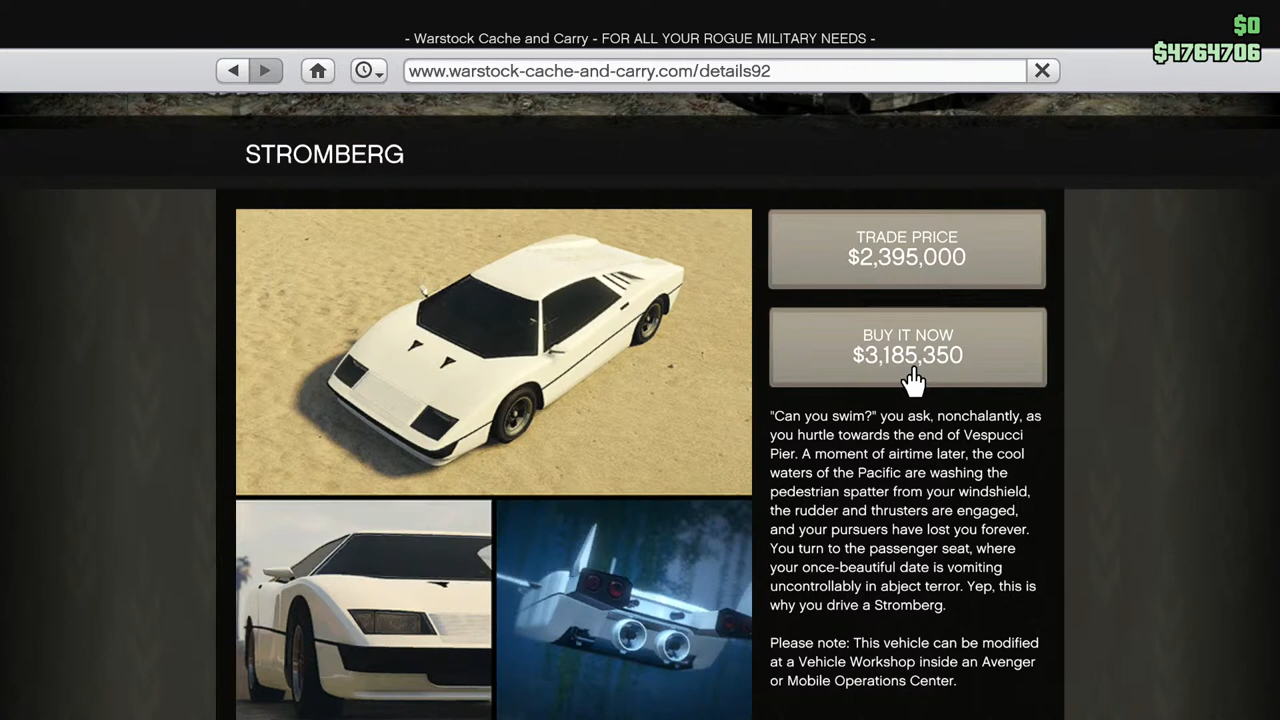 $0
$4764706
- Warstock Cache and Carry - FOR ALL YOUR ROGUE MILITARY NEEDS -
www.warstock-cache-and-carry.com/details92
STROMBERG
TRADE PRICE
$2,395,000
BUY IT NOW
$3,185,350
"Can you swim?" you ask, nonchalantly, as
you hurtle towards the end of Vespucci
Pier. A moment of airtime later, the cool
waters of the Pacific are washing the
pedestrian spatter from your windshield,
the rudder and thrusters are engaged,
and your pursuers have lost you forever.
You turn to the passenger seat, where
your once-beautiful date is vomiting
uncontrollably in abject terror. Yep, this is
why you drive a Stromberg.
Please note: This vehicle can be modified
at a Vehicle Workshop inside an Avenger
or Mobile Operations Center.